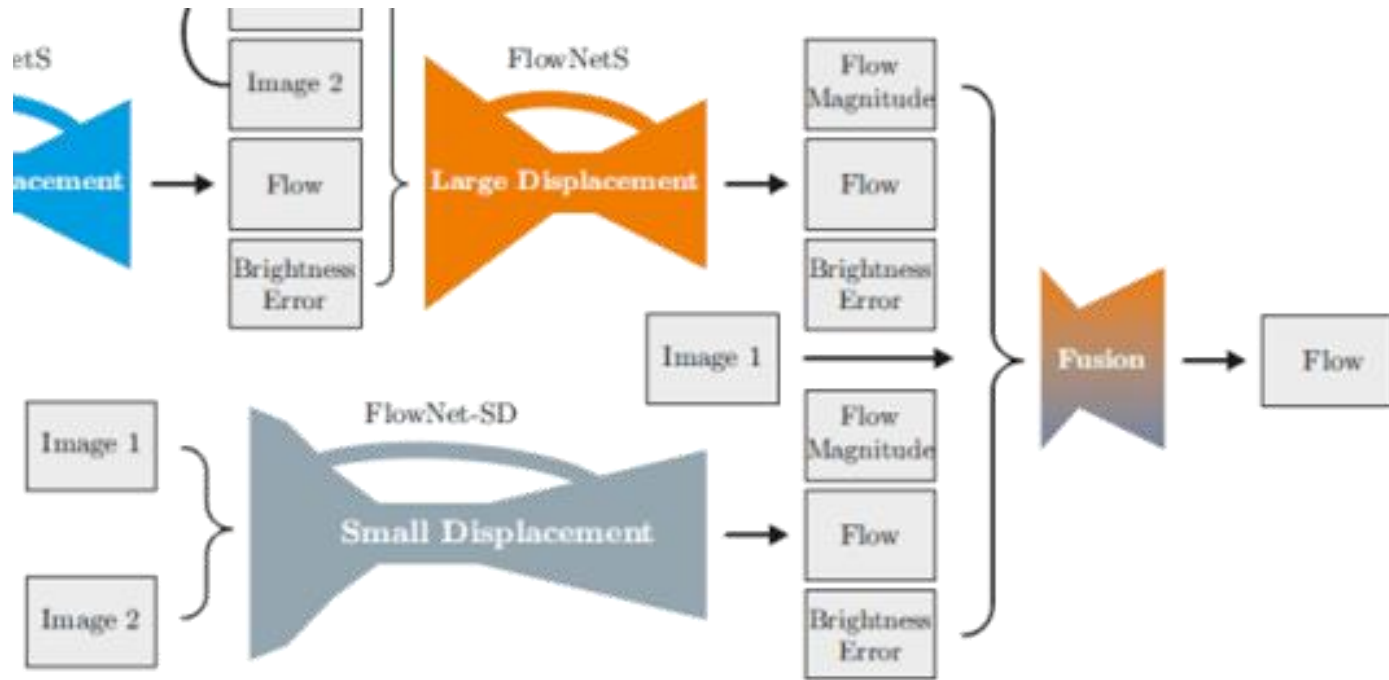 etS
Image 2
FlowNetS
Flow
Magnitude
acement
Flow
Large Displacement
Flow
Brightness
Error
Brightness
Error
Image 1
Fusion
Flow
Image 1
FlowNet-SD
Flow
Magnitude
Small Displacement
Flow
Image 2
Brightness
Error